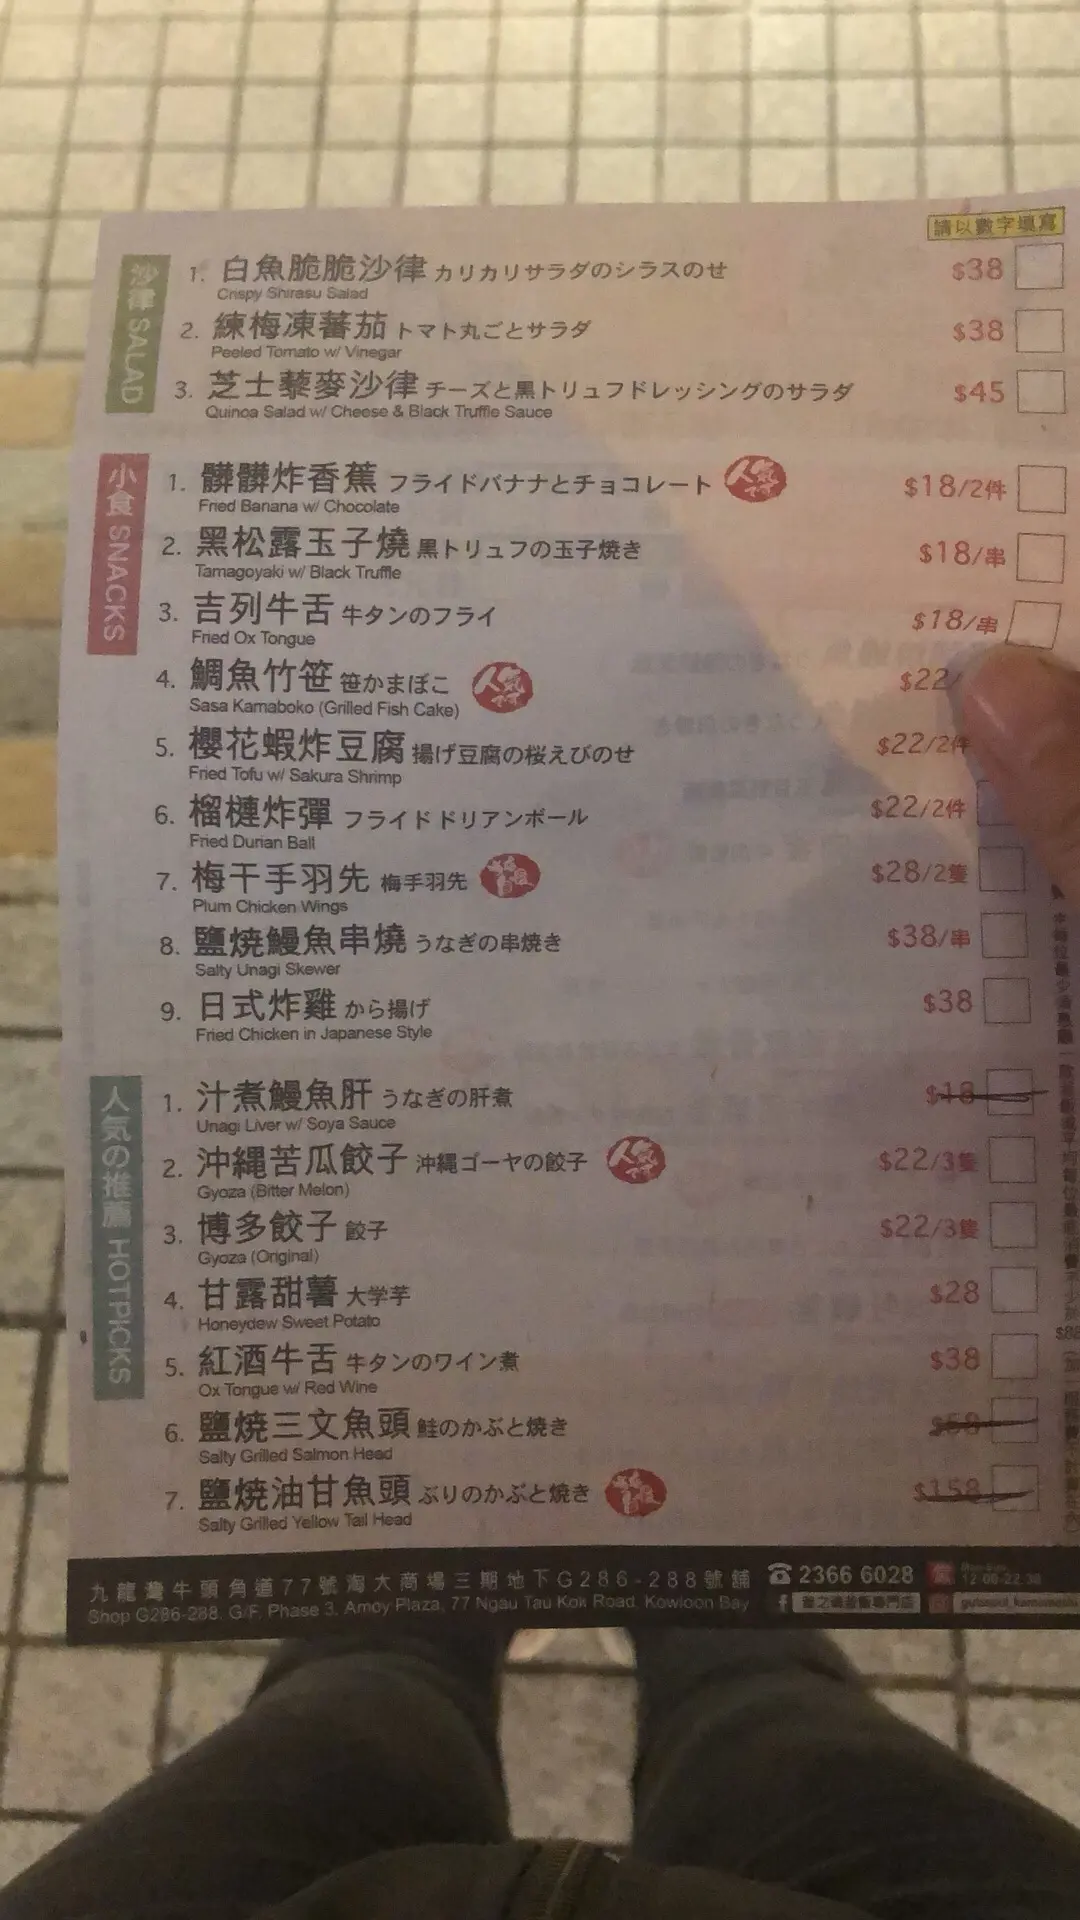 請以數字填寫
沙律 SALAD
1. 白魚脆脆沙律 カリカリサラダのシラスのせ $38
Crispy Shirasu Salad
2. 練梅凍蕃茄 トマト丸ごとサラダ $38
Peeled Tomato w/ Vinegar
3. 芝士藜麥沙律 チーズと黒トリュフドレッシングのサラダ $45
Quinoa Salad w/ Cheese & Black Truffle Sauce
小食 SNACKS
1. 髒髒炸香蕉 フライドバナナとチョコレート 人気です $18/2件
Fried Banana w/ Chocolate
2. 黑松露玉子燒 黒トリュフの玉子焼き $18/串
Tamagoyaki w/ Black Truffle
3. 吉列牛舌 牛タンのフライ $18/串
Fried Ox Tongue
4. 鯛魚竹笹 笹かまぼこ 人気です $22/
Sasa Kamaboko (Grilled Fish Cake)
5. 櫻花蝦炸豆腐 揚げ豆腐の桜えびのせ $22/2件
Fried Tofu w/ Sakura Shrimp
6. 榴槤炸彈 フライドドリアンボール $22/2件
Fried Durian Ball
7. 梅干手羽先 梅手羽先 $28/2隻
Plum Chicken Wings
8. 鹽燒鰻魚串燒 うなぎの串焼き $38/串
Salty Unagi Skewer
9. 日式炸雞 から揚げ $38
Fried Chicken in Japanese Style
人気の推薦 HOTPICKS
1. 汁煮鰻魚肝 うなぎの肝煮 $18
Unagi Liver w/ Soya Sauce
2. 沖縄苦瓜餃子 沖縄ゴーヤの餃子 人気です $22/3隻
Gyoza (Bitter Melon)
3. 博多餃子 餃子 $22/3隻
Gyoza (Original)
4. 甘露甜薯 大学芋 $28
Honeydew Sweet Potato
5. 紅酒牛舌 牛タンのワイン煮 $38
Ox Tongue w/ Red Wine
6. 鹽燒三文魚頭 鮭のかぶと焼き $58
Salty Grilled Salmon Head
7. 鹽燒油甘魚頭 ぶりのかぶと焼き $158
Salty Grilled Yellow Tail Head
九龍灣牛頭角道77號淘大商場三期地下G286-288號舖 2366 6028
Shop G286-288, G/F, Phase 3, Amoy Plaza, 77 Ngau Tau Kok Road, Kowloon Bay